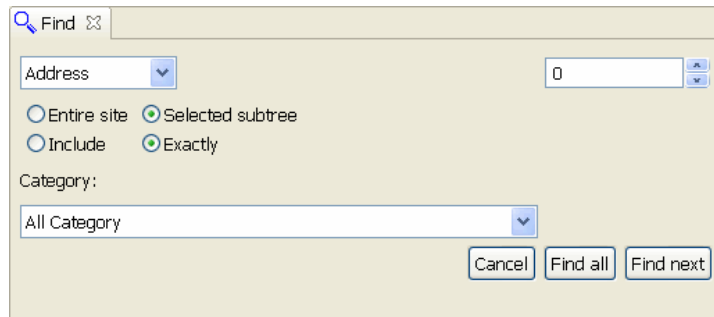 Find
Address 0
Entire site Selected subtree
Include Exactly
Category:
All Category
Cancel Find all Find next